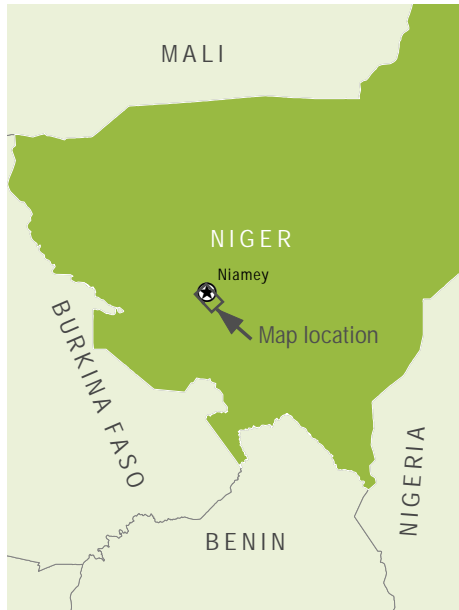 MALI
NIGER
Niamey
Map location
BURKINA FASO
NIGERIA
BENIN